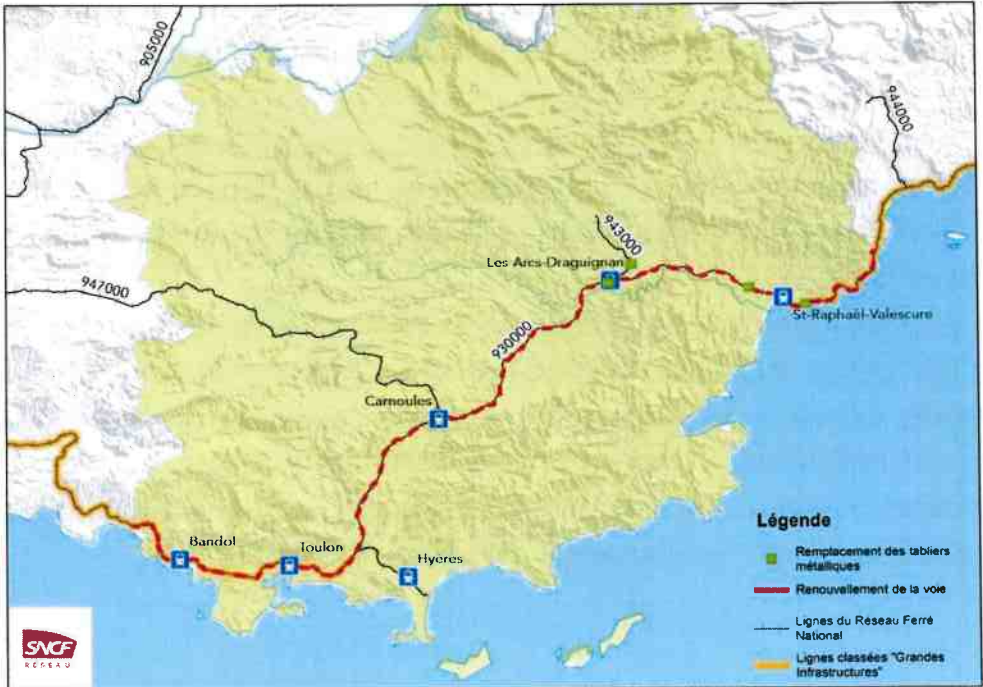 905000
944000
943000
Les Arcs-Draguignan
947000
St-Raphaël-Valescure
930000
Carnoules
Bandol
Toulon
Hyères
Légende
Remplacement des tabliers
métalliques
Renouvellement de la voie
Lignes du Réseau Ferré
National
Lignes classées "Grandes
Infrastructures"
SNCF
RÉSEAU